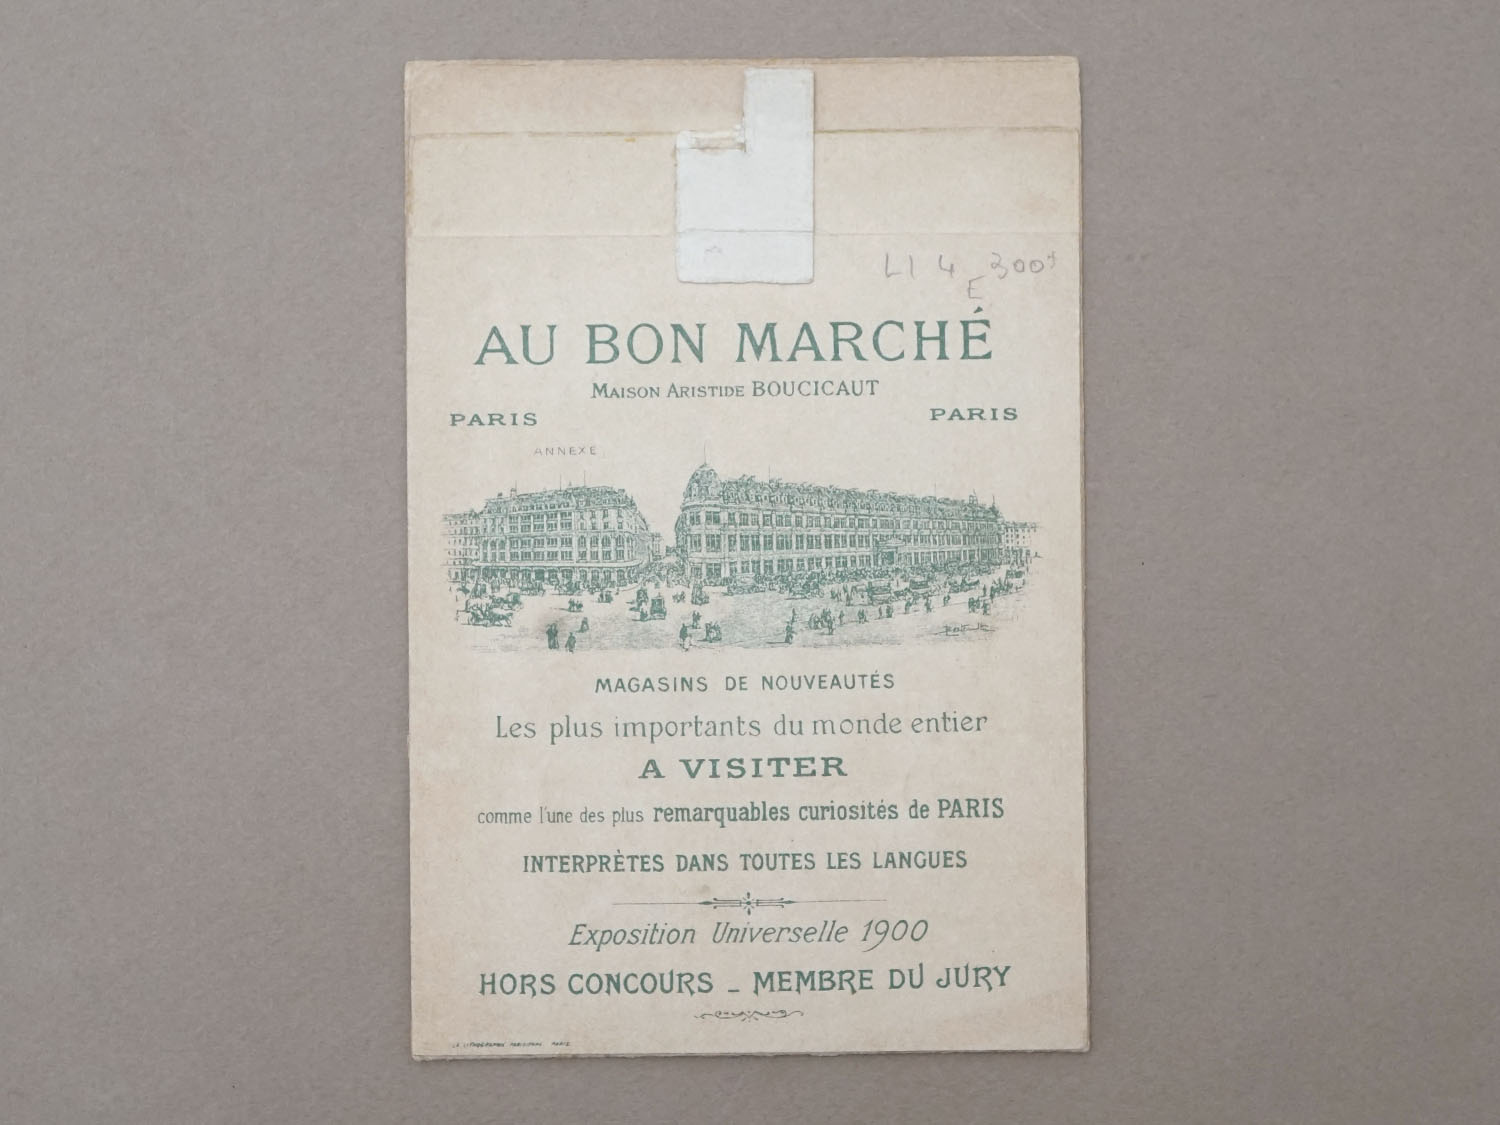 LI 4 300
E
AU BON MARCHÉ
MAISON ARISTIDE BOUCICAUT
PARIS PARIS
ANNEXE
MAGASINS DE NOUVEAUTÉS
Les plus importants du monde entier
A VISITER
comme l'une des plus remarquables curiosités de PARIS
INTERPRÈTES DANS TOUTES LES LANGUES
Exposition Universelle 1900
HORS CONCOURS _ MEMBRE DU JURY
PARIS